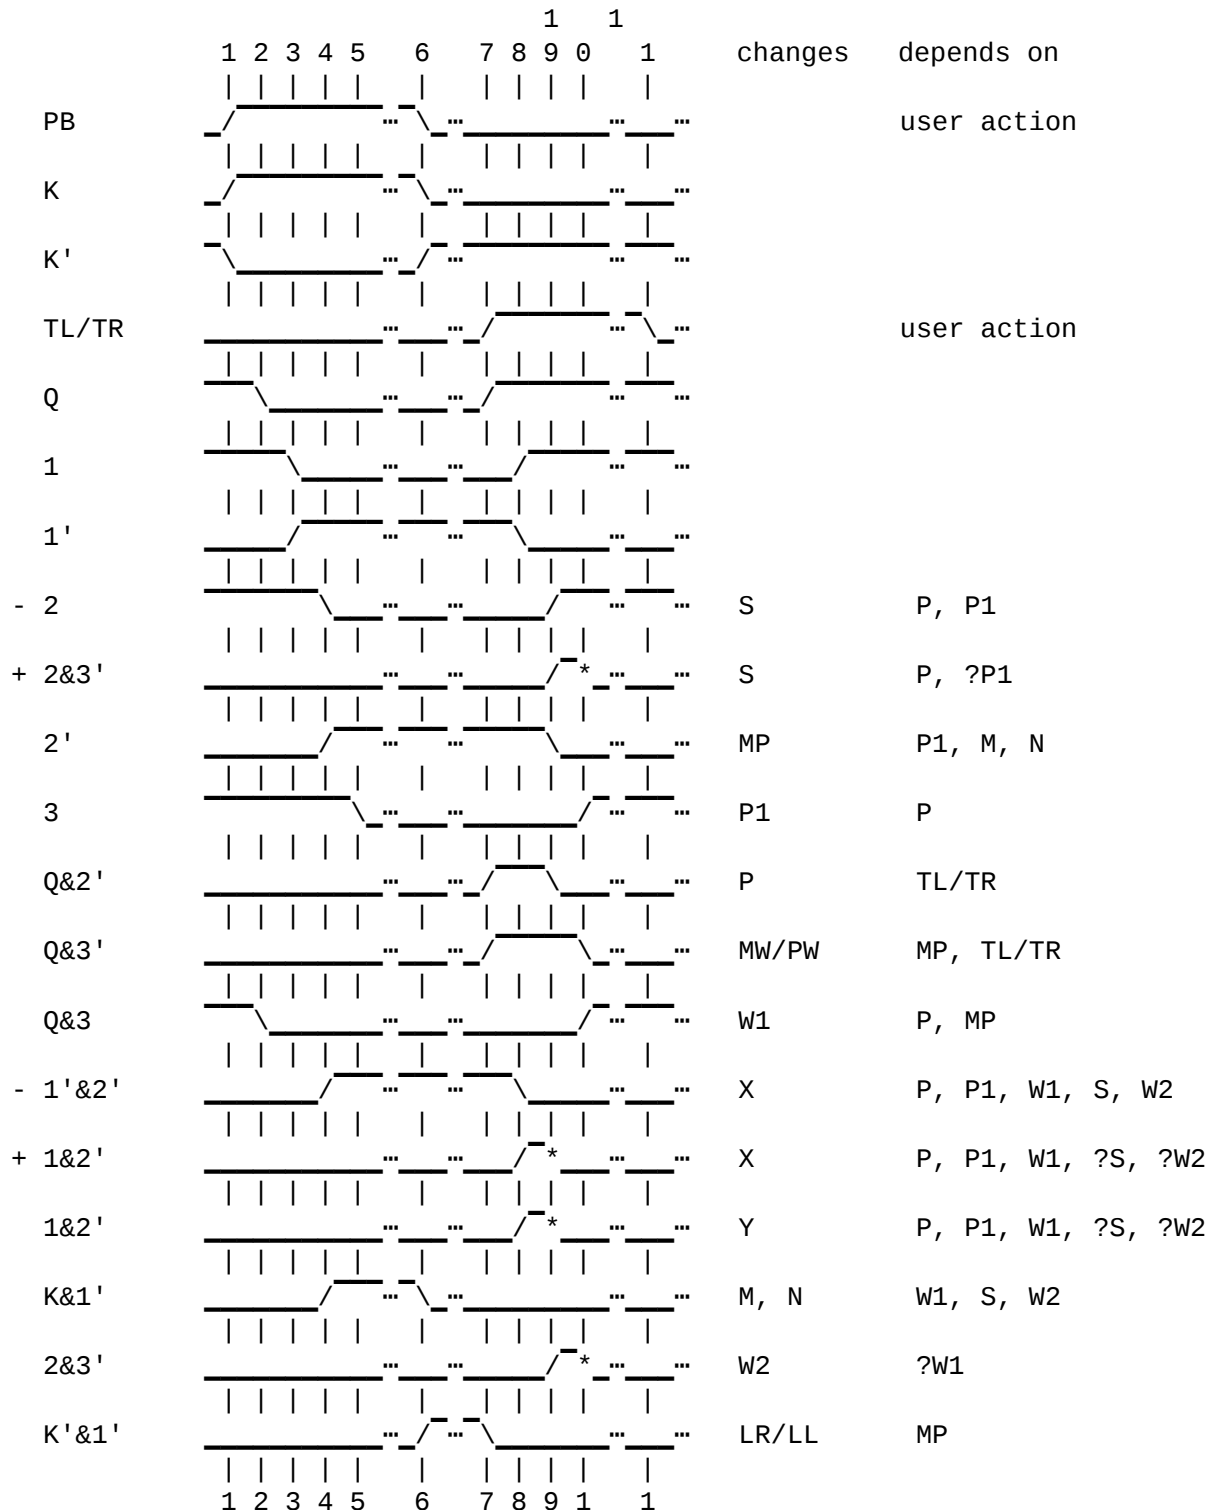 1 1
1 2 3 4 5 6 7 8 9 0 1 changes depends on
PB … … … … user action
K … … … …
K' … … … …
TL/TR … … … … user action
Q … … … …
1 … … … …
1' … … … …
- 2 … … … … S P, P1
+ 2&3' … … * … … S P, ?P1
2' … … … … MP P1, M, N
3 … … … … P1 P
Q&2' … … … … P TL/TR
Q&3' … … … … MW/PW MP, TL/TR
Q&3 … … … … W1 P, MP
- 1'&2' … … … … X P, P1, W1, S, W2
+ 1&2' … … * … … X P, P1, W1, ?S, ?W2
1&2' … … * … … Y P, P1, W1, ?S, ?W2
K&1' … … … … M, N W1, S, W2
2&3' … … * … … W2 ?W1
K'&1' … … … … LR/LL MP
1 2 3 4 5 6 7 8 9 1 1